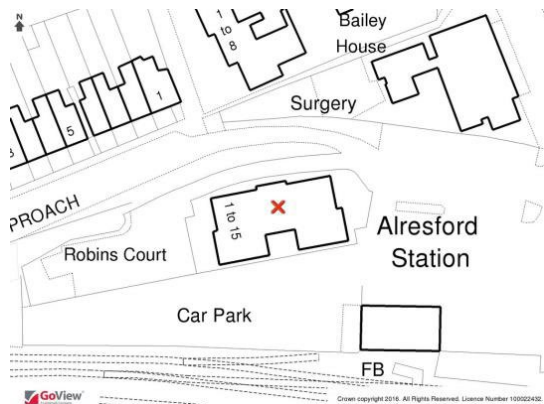 N
1
to
8
Bailey
House
Surgery
1
5
3
PROACH
1 to 15
Robins Court
Alresford
Station
Car Park
FB
GoView
Crown copyright 2016. All Rights Reserved. Licence Number 100022432.